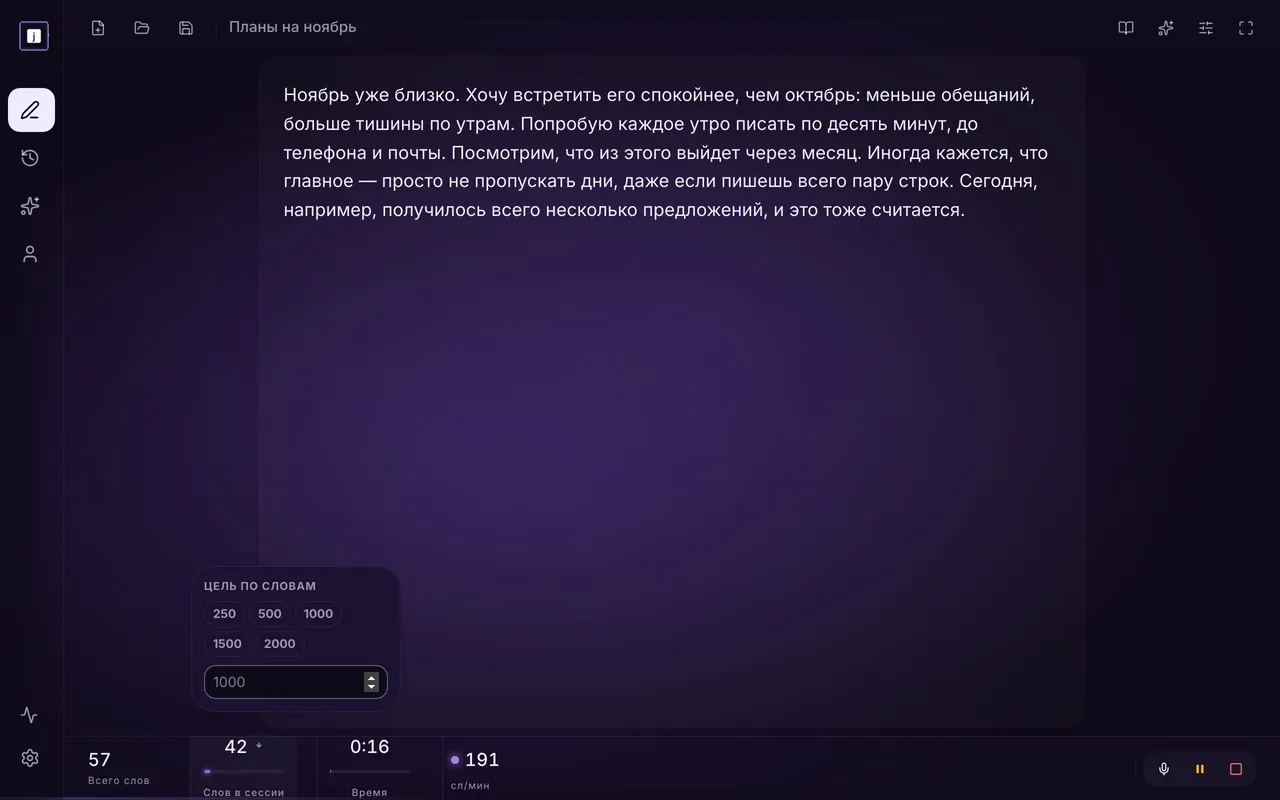 j
Планы на ноябрь
Ноябрь уже близко. Хочу встретить его спокойнее, чем октябрь: меньше обещаний,
больше тишины по утрам. Попробую каждое утро писать по десять минут, до
телефона и почты. Посмотрим, что из этого выйдет через месяц. Иногда кажется, что
главное — просто не пропускать дни, даже если пишешь всего пару строк. Сегодня,
например, получилось всего несколько предложений, и это тоже считается.
ЦЕЛЬ ПО СЛОВАМ
250 500 1000
1500 2000
1000
57 42 0:16 191
Всего слов Слов в сессии Время сл/мин